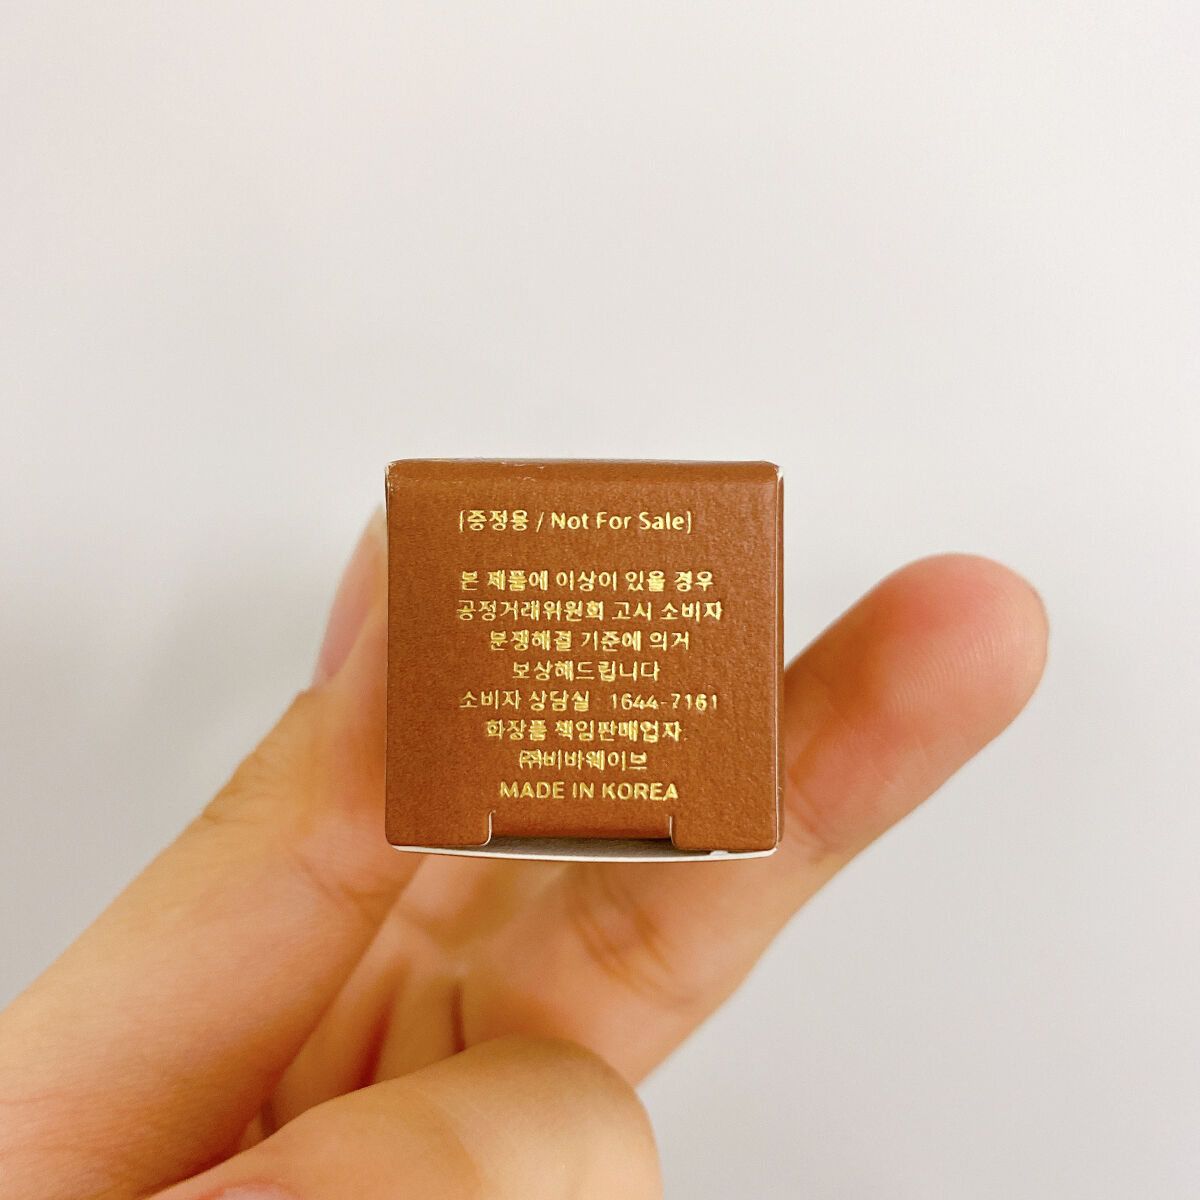 [증정용 / Not For Sale]
본 제품에 이상이 있을 경우
공정거래위원회 고시 소비자
분쟁해결 기준에 의거
보상해드립니다
소비자 상담실 1644-7161
화장품 책임판매업자
㈜비바웨이브
MADE IN KOREA